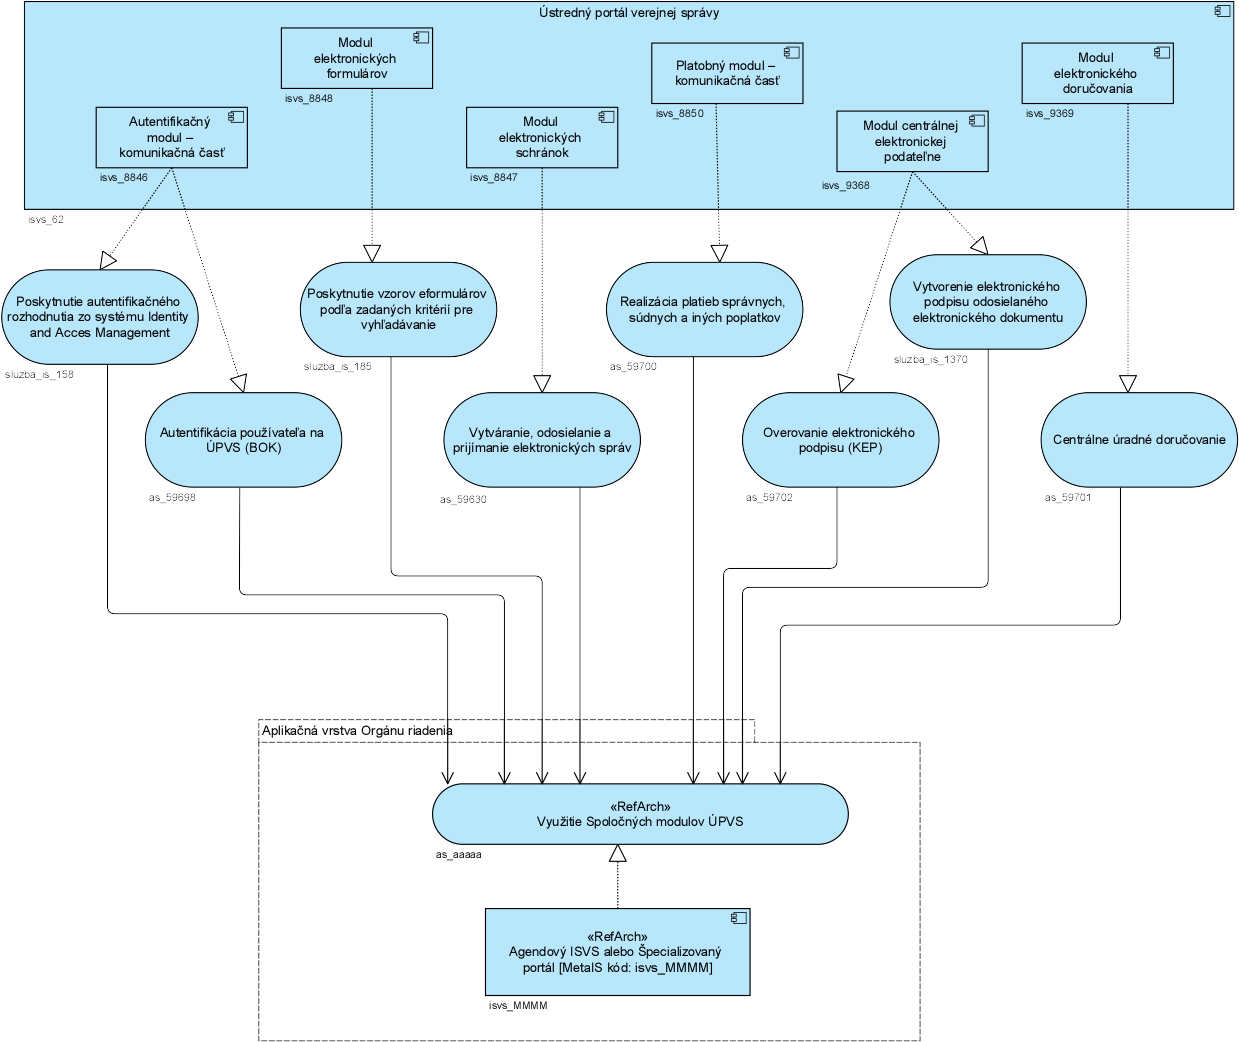 Ústredný portál verejnej správy
Modul
elektronických
formulárov
isvs_8848
Platobný modul –
komunikačná časť
isvs_8850
Modul
elektronického
doručovania
isvs_9369
Autentifikačný
modul –
komunikačná časť
isvs_8846
Modul
elektronických
schránok
isvs_8847
Modul centrálnej
elektronickej
podateľne
isvs_9368
isvs_62
Poskytnutie autentifikačného
rozhodnutia zo systému Identity
and Acces Management
sluzba_is_158
Poskytnutie vzorov eformulárov
podľa zadaných kritérií pre
vyhľadávanie
sluzba_is_185
Realizácia platieb správnych,
súdnych a iných poplatkov
as_59700
Vytvorenie elektronického
podpisu odosielaného
elektronického dokumentu
sluzba_is_1370
Autentifikácia používateľa na
ÚPVS (BOK)
as_59698
Vytváranie, odosielanie a
prijímanie elektronických správ
as_59630
Overovanie elektronického
podpisu (KEP)
as_59702
Centrálne úradné doručovanie
as_59701
Aplikačná vrstva Orgánu riadenia
«RefArch»
Využitie Spoločných modulov ÚPVS
as_aaaaa
«RefArch»
Agendový ISVS alebo Špecializovaný
portál [MetaIS kód: isvs_MMMM]
isvs_MMMM